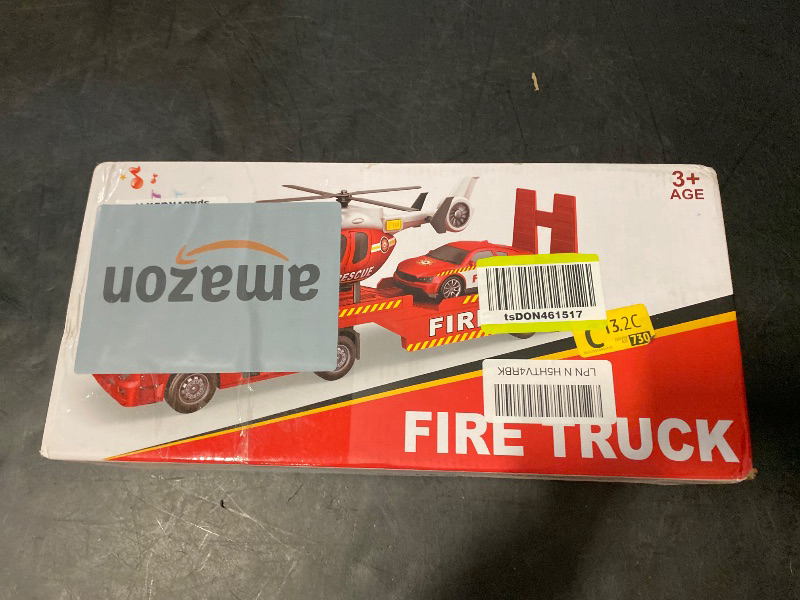 3+
AGE
amazon
RESCUE
FIR
tsDON461517
C 13.2C
730
LPN N H5HTV4RBK
FIRE TRUCK